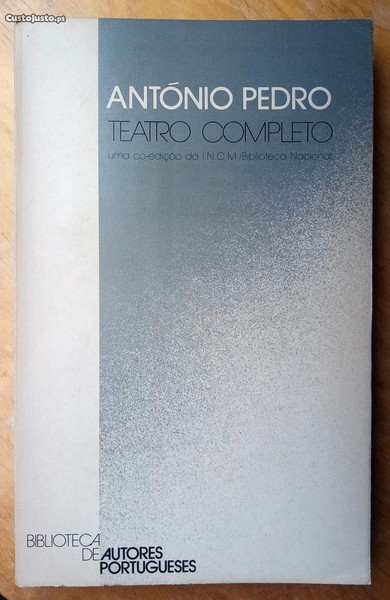 CustoJusto.pt
ANTÓNIO PEDRO
TEATRO COMPLETO
uma co-edição da I.N.C.M./Biblioteca Nacional
BIBLIOTECA
DE AUTORES
PORTUGUESES